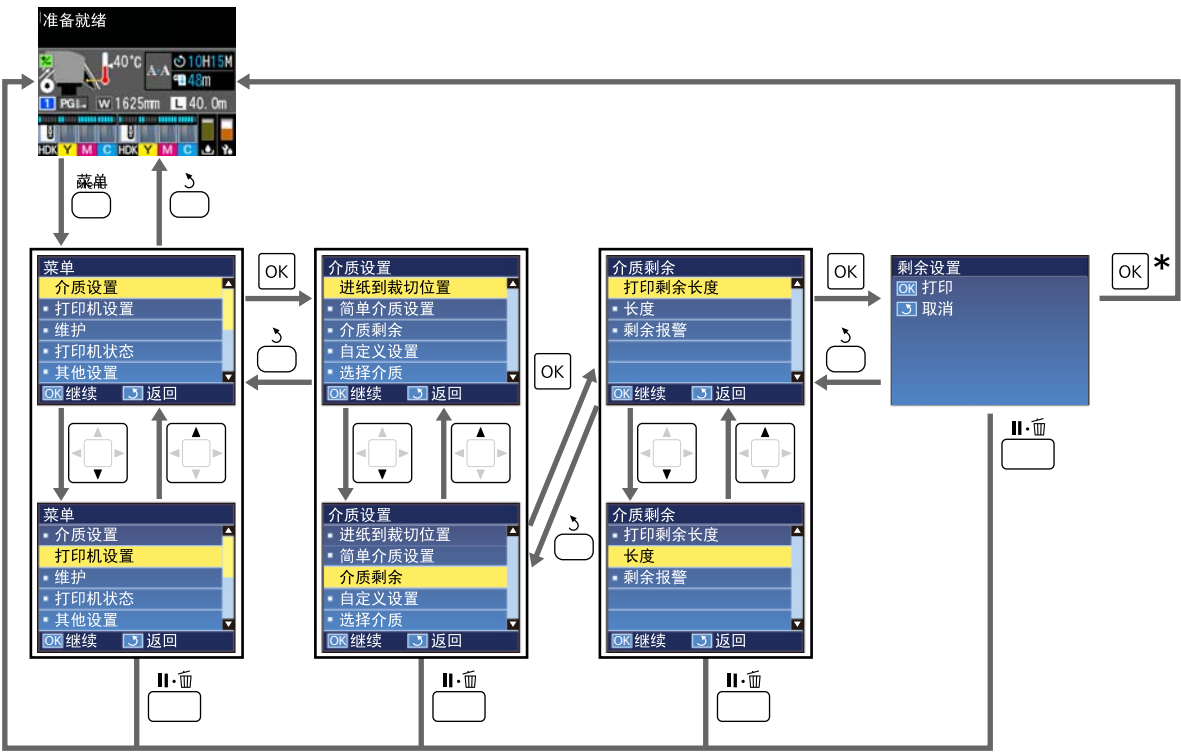 准备就绪
40°C
A-A
10H15M
48m
1 PG W 1625mm L 40.0m
HDK Y M C HDK Y M C
菜单
菜单
介质设置
打印机设置
维护
打印机状态
其他设置
OK 继续 返回
OK
介质设置
进纸到裁切位置
简单介质设置
介质剩余
自定义设置
选择介质
OK 继续 返回
OK
介质剩余
打印剩余长度
长度
剩余报警
OK 继续 返回
OK
剩余设置
OK 打印
取消
OK *
菜单
介质设置
打印机设置
维护
打印机状态
其他设置
OK 继续 返回
介质设置
进纸到裁切位置
简单介质设置
介质剩余
自定义设置
选择介质
OK 继续 返回
介质剩余
打印剩余长度
长度
剩余报警
OK 继续 返回